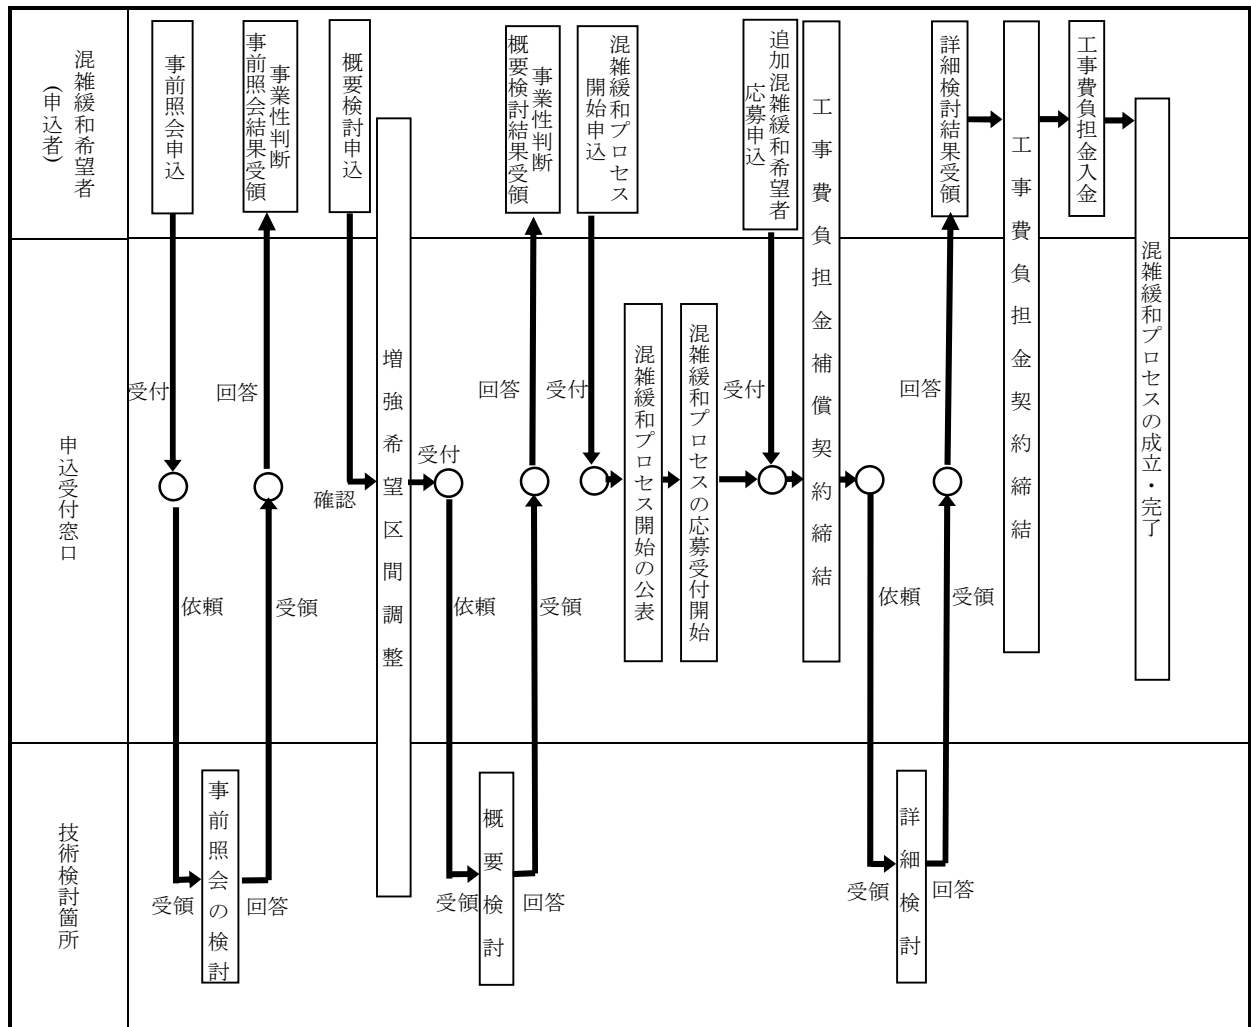 混雑緩和希望者
（申込者）
事前照会申込
事業性判断
事前照会結果受領
概要検討申込
事業性判断
概要検討結果受領
混雑緩和プロセス
開始申込
追加混雑緩和希望者
応募申込
工事費負担金補償契約締結
詳細検討結果受領
工事費負担金契約締結
工事費負担金入金
混雑緩和プロセスの成立・完了
申込受付窓口
受付
回答
確認
増強希望区間調整
受付
回答
受付
混雑緩和プロセス開始の公表
混雑緩和プロセスの応募受付開始
受付
回答
依頼
受領
依頼
受領
依頼
受領
技術検討箇所
受領
事前照会の検討
回答
受領
概要検討
回答
受領
詳細検討
回答